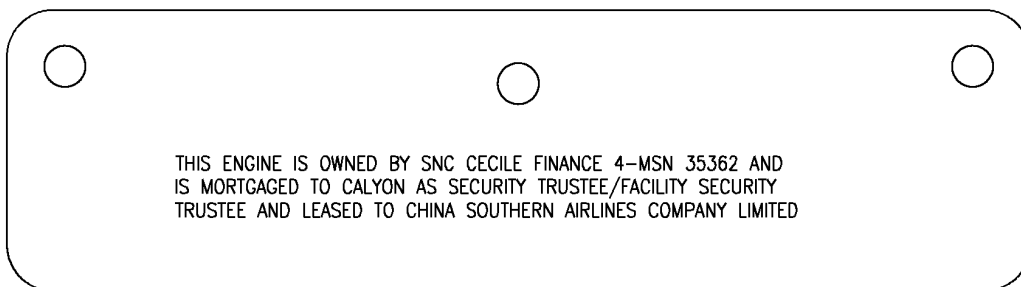 THIS ENGINE IS OWNED BY SNC CECILE FINANCE 4-MSN 35362 AND
IS MORTGAGED TO CALYON AS SECURITY TRUSTEE/FACILITY SECURITY
TRUSTEE AND LEASED TO CHINA SOUTHERN AIRLINES COMPANY LIMITED